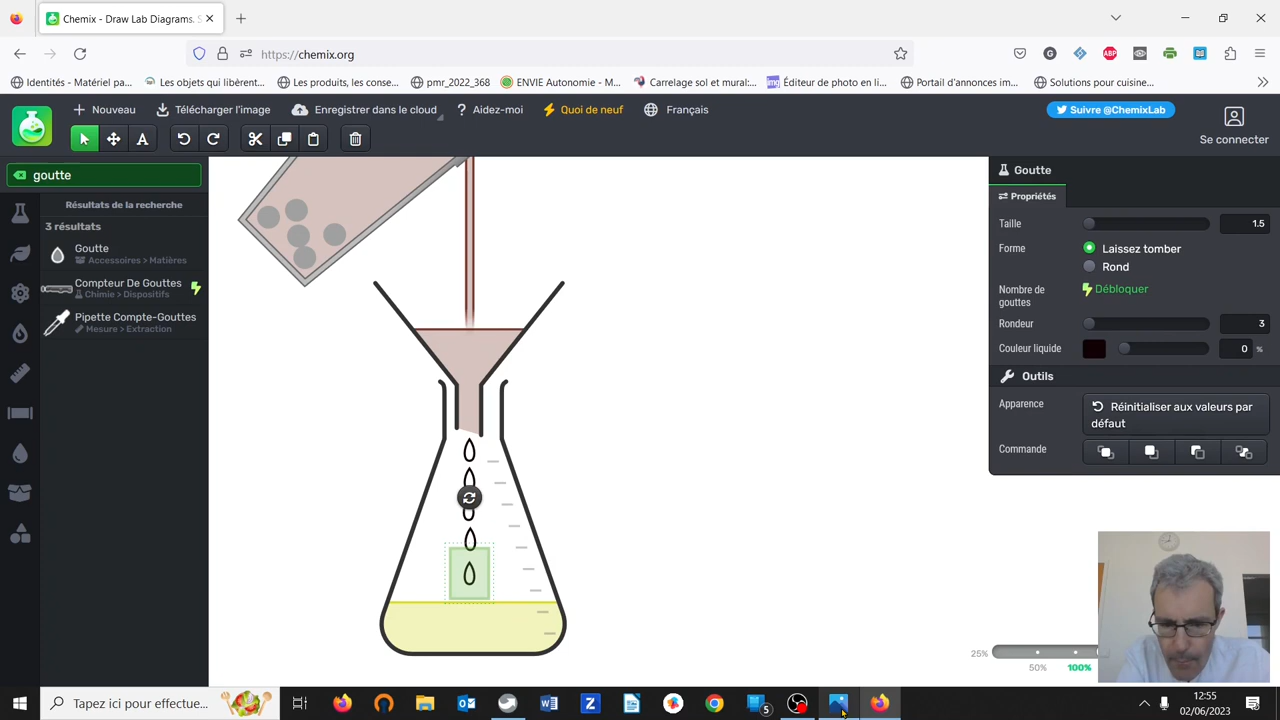 Chemix - Draw Lab Diagrams. S
https://chemix.org
Identités - Matériel pa...
Les objets qui libèrent...
Les produits, les conse...
pmr_2022_368
ENVIE Autonomie - M...
Carrelage sol et mural:...
Éditeur de photo en li...
Portail d'annonces im...
Solutions pour cuisine...
Nouveau
Télécharger l'image
Enregistrer dans le cloud
Aidez-moi
Quoi de neuf
Français
Suivre @ChemixLab
Se connecter
goutte
Résultats de la recherche
3 résultats
Goutte
Accessoires > Matières
Compteur De Gouttes
Chimie > Dispositifs
Pipette Compte-Gouttes
Mesure > Extraction
Goutte
Propriétés
Taille
1.5
Forme
Laissez tomber
Rond
Nombre de
gouttes
Débloquer
Rondeur
3
Couleur liquide
0 %
Outils
Apparence
Réinitialiser aux valeurs par
défaut
Commande
25%
50%
100%
Tapez ici pour effectue...
5
12:55
02/06/2023